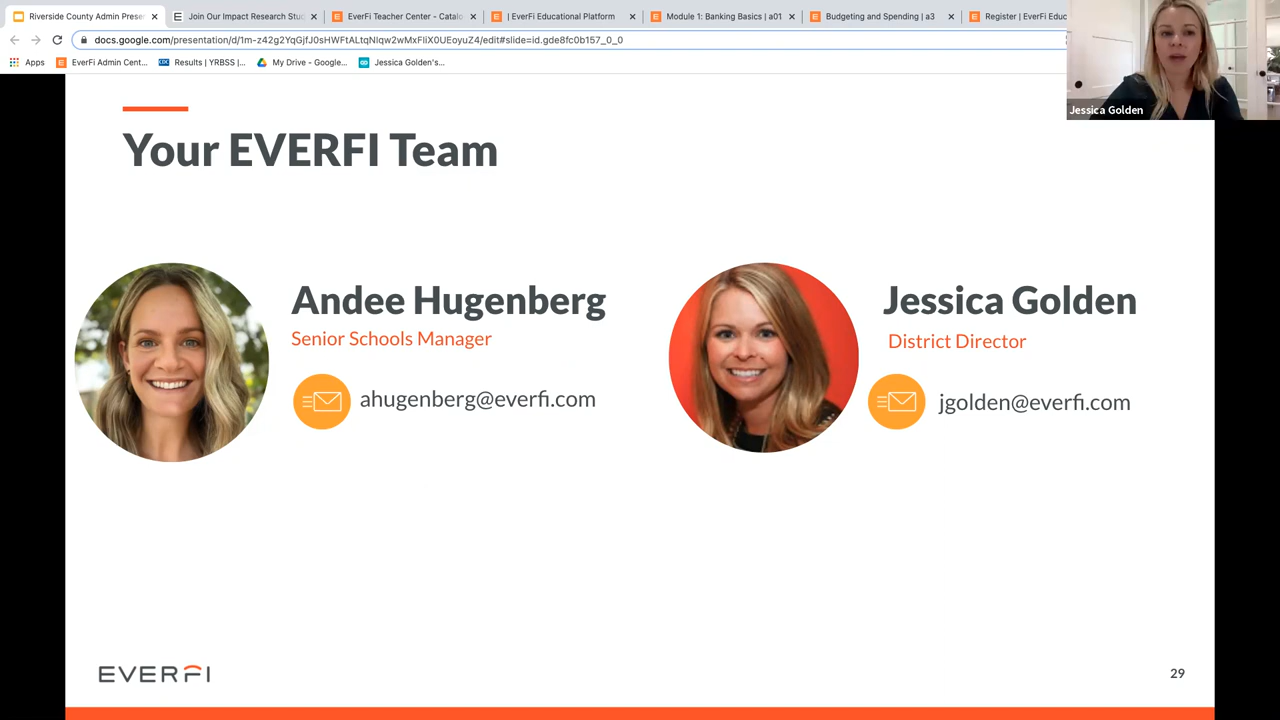 Riverside County Admin Prese
Join Our Impact Research Stud
EverFi Teacher Center - Catalo
| EverFi Educational Platform
Module 1: Banking Basics | a01
Budgeting and Spending | a3
Register | EverFi Educ
docs.google.com/presentation/d/1m-z42g2YqGjfJ0sHWFtALtqNlqw2wMxFliX0UEoyuZ4/edit#slide=id.gde8fc0b157_0_0
Apps
EverFi Admin Cent...
Results | YRBSS |...
My Drive - Google...
Jessica Golden's...
Jessica Golden
Your EVERFI Team
Andee Hugenberg
Senior Schools Manager
ahugenberg@everfi.com
Jessica Golden
District Director
jgolden@everfi.com
EVERFI
29